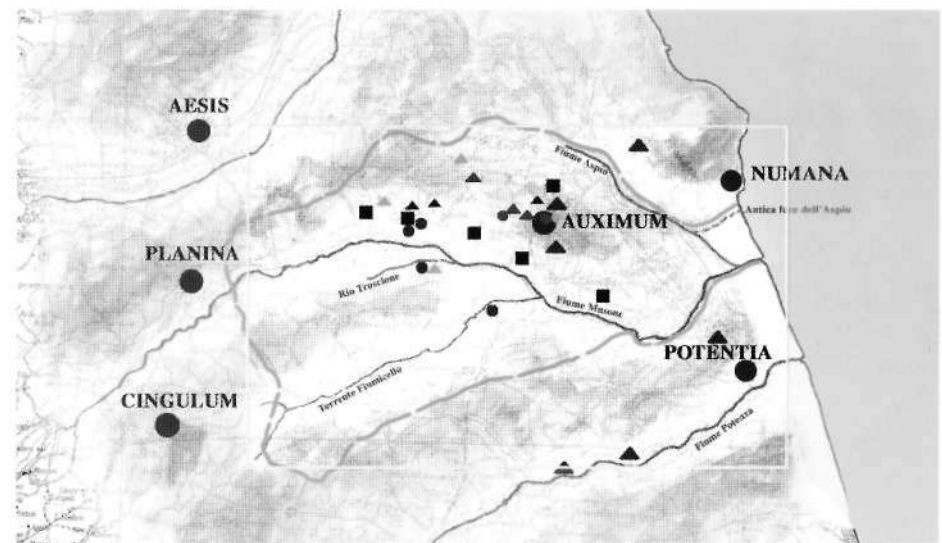 AESIS
Fiume Aspio
NUMANA
Antica foce dell'Aspio
AUXIMUM
PLANINA
Rio Troscione
Fiume Musone
POTENTIA
Torrente Fiumicello
CINGULUM
Fiume Potenza